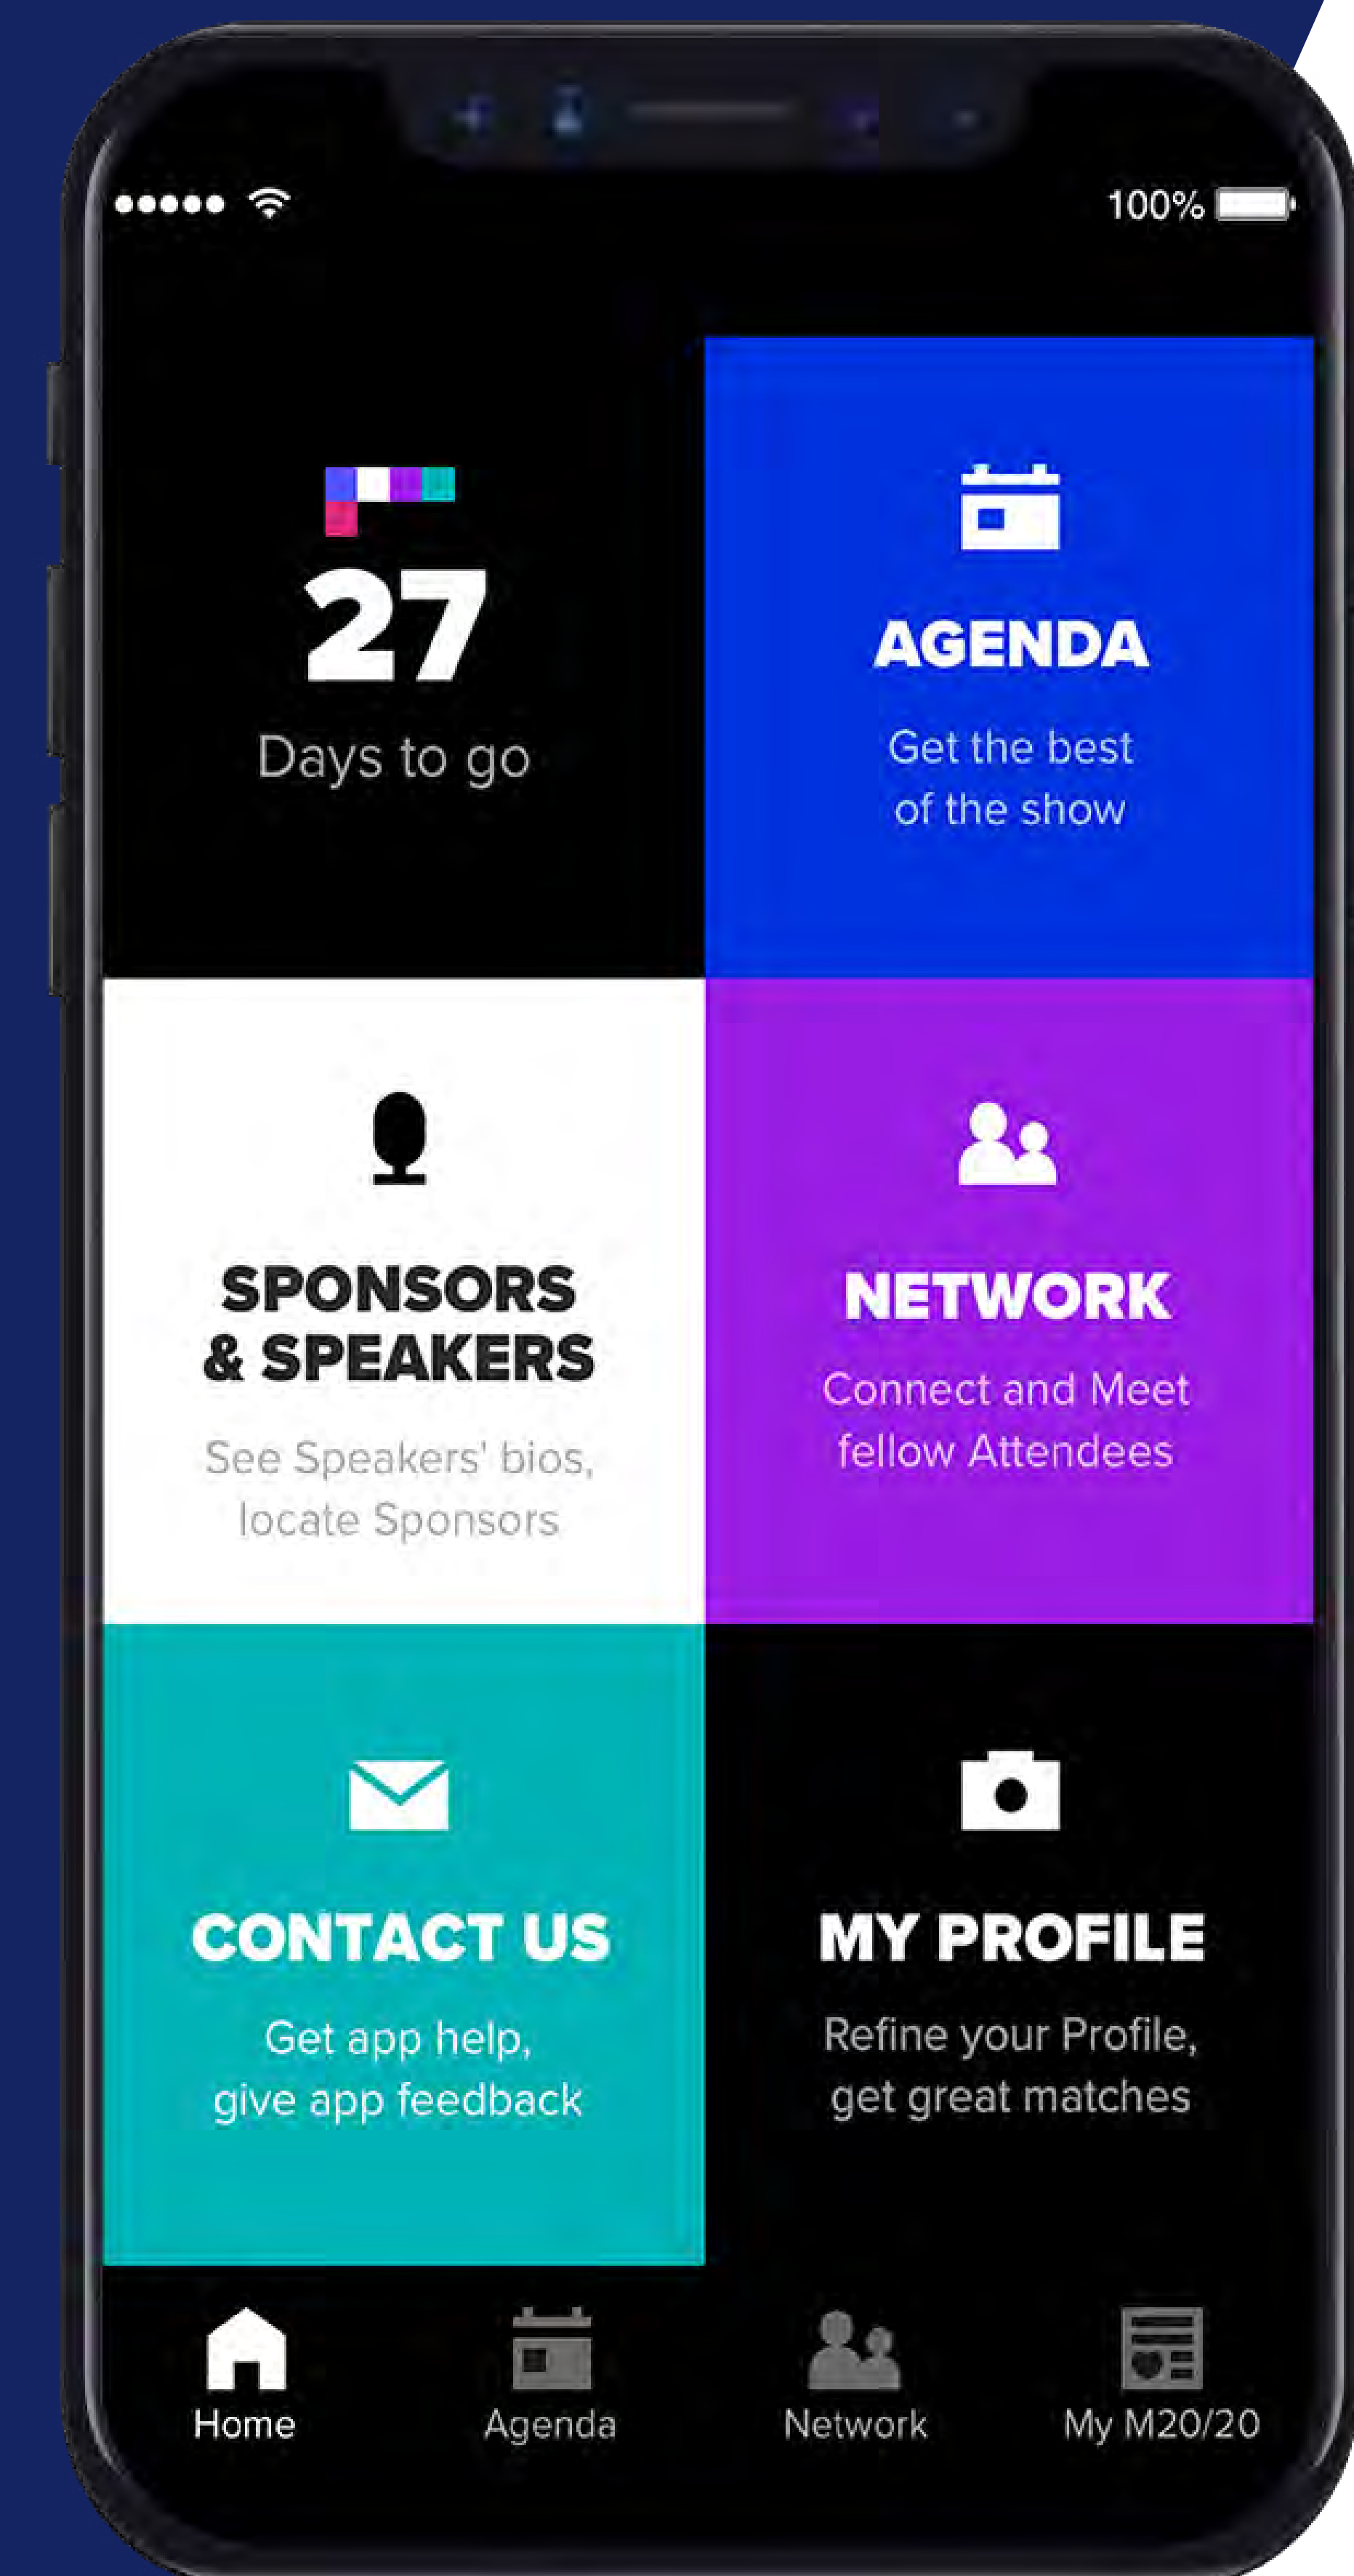 100%
27
Days to go
AGENDA
Get the best
of the show
SPONSORS
& SPEAKERS
See Speakers' bios,
locate Sponsors
NETWORK
Connect and Meet
fellow Attendees
CONTACT US
Get app help,
give app feedback
MY PROFILE
Refine your Profile,
get great matches
Home
Agenda
Network
My M20/20